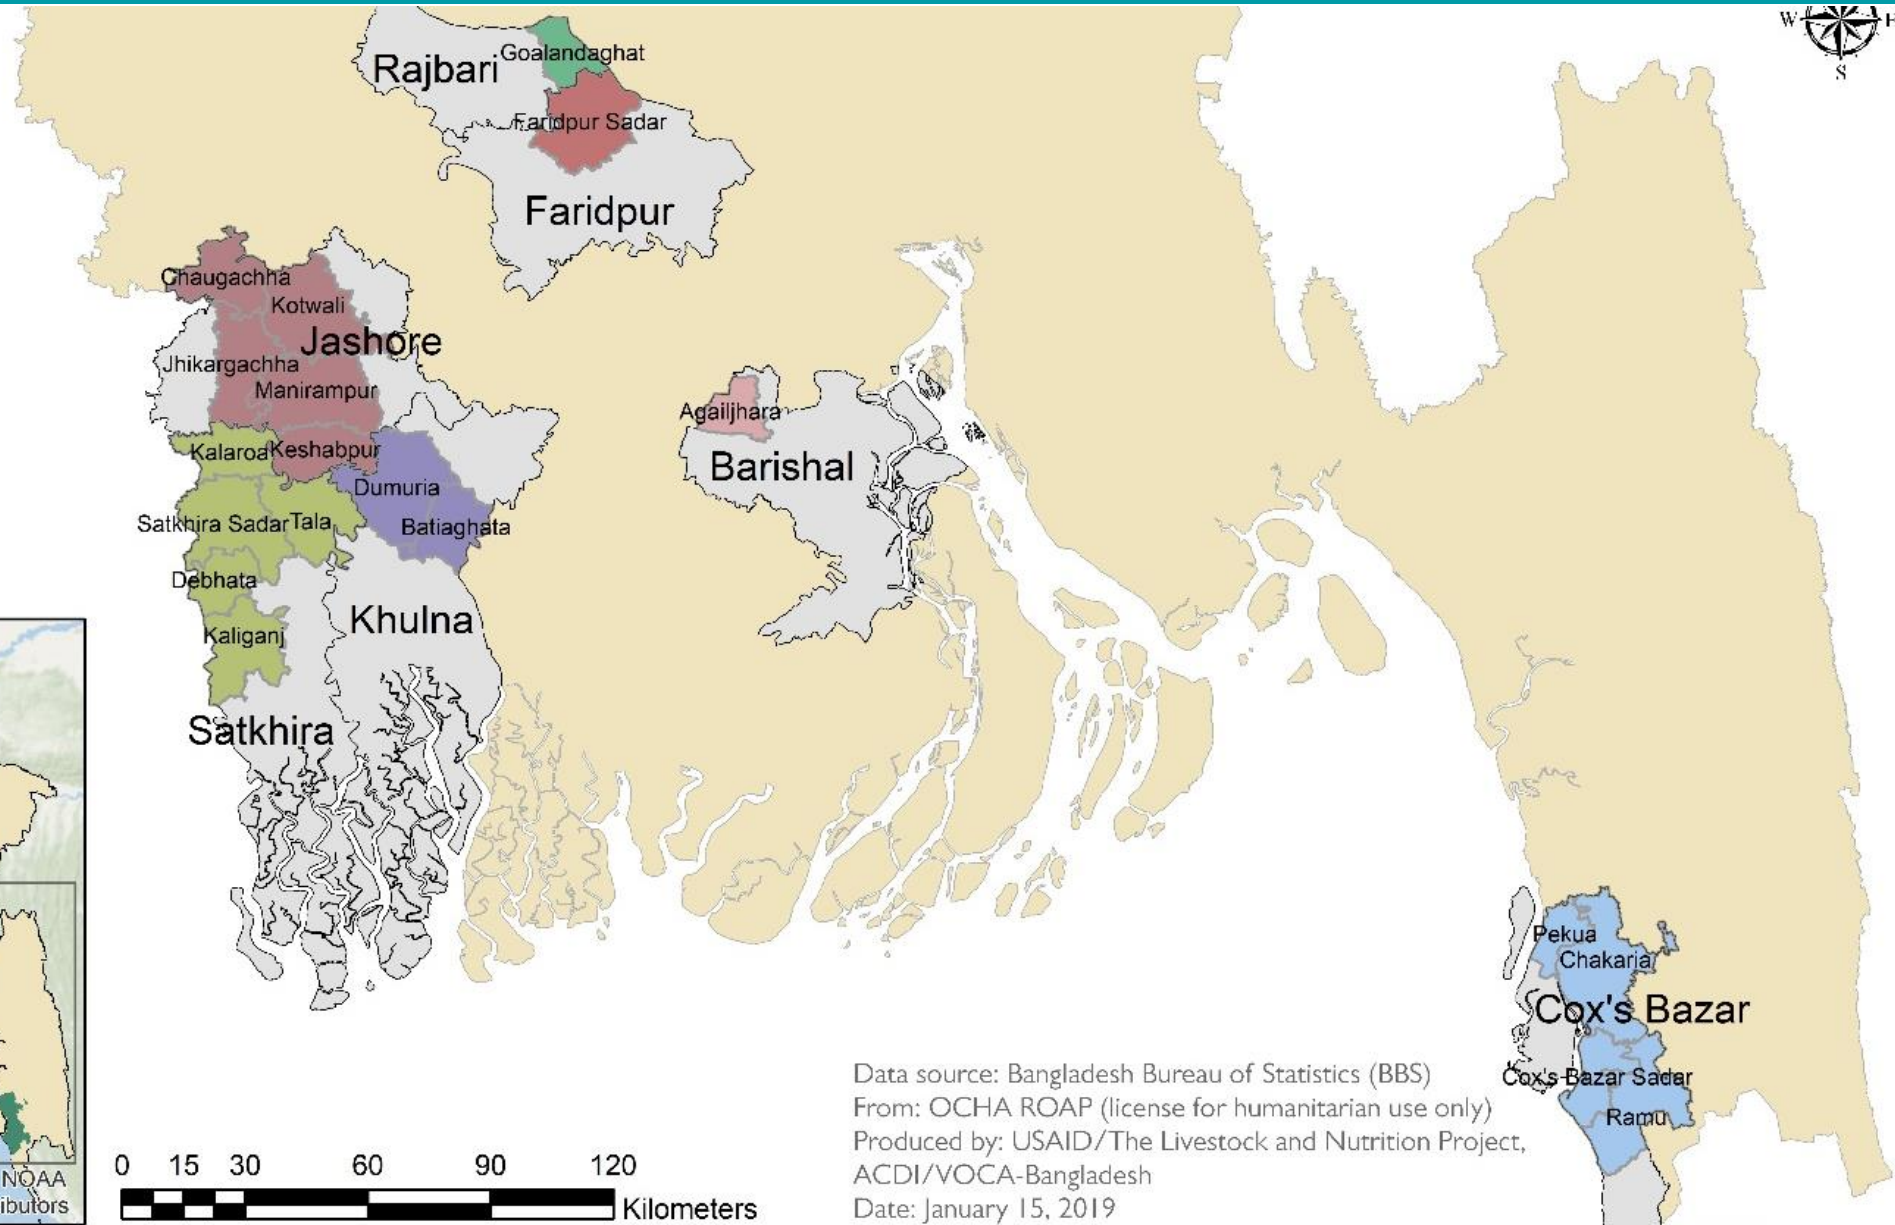 W
S
Goalandaghat
Rajbari
Faridpur Sadar
Faridpur
Chaugachha
Kotwali
Jashore
Jhikargachha
Manirampur
Agailjhara
Kalaroa
Keshabpur
Barishal
Dumuria
Satkhira Sadar
Tala
Batiaghata
Debhata
Khulna
Kaliganj
Satkhira
Pekua
Chakaria
Cox's Bazar
Cox's Bazar Sadar
Ramu
Data source: Bangladesh Bureau of Statistics (BBS)
From: OCHA ROAP (license for humanitarian use only)
Produced by: USAID/The Livestock and Nutrition Project,
ACDI/VOCA-Bangladesh
Date: January 15, 2019
0 15 30 60 90 120
Kilometers
NOAA
ibutors